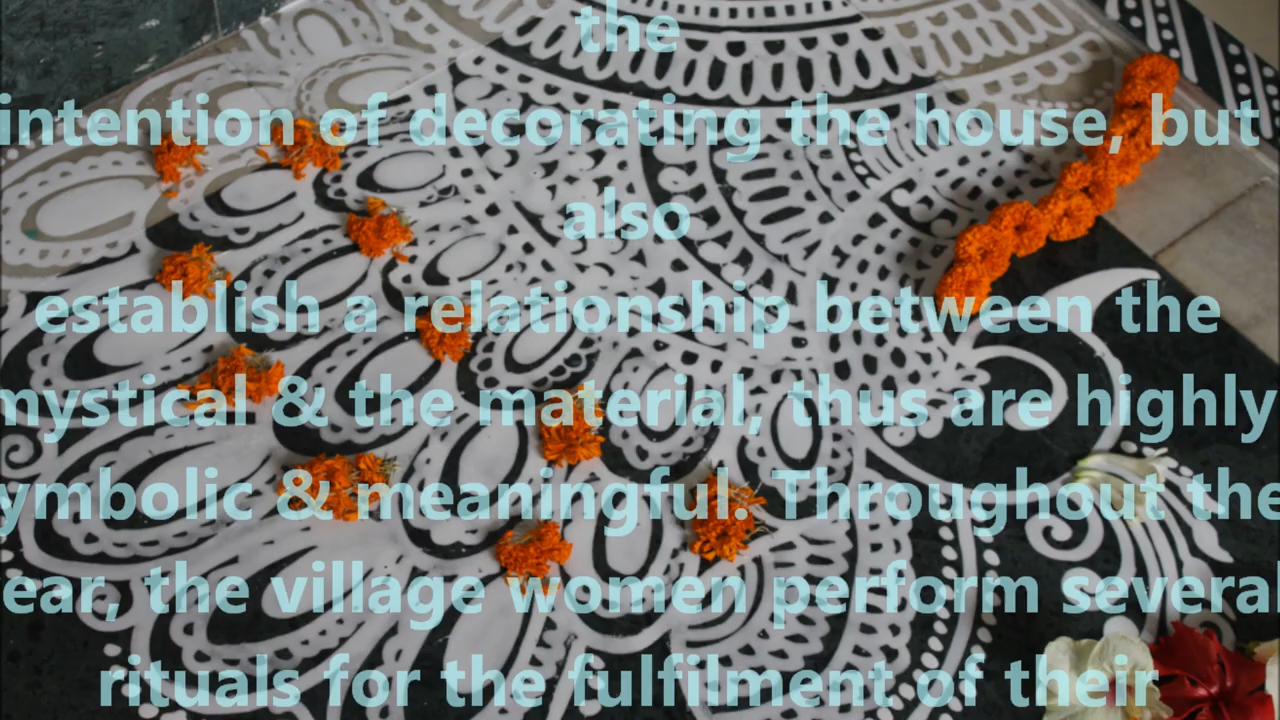 the
intention of decorating the house, but
also
establish a relationship between the
mystical & the material, thus are highly
ymbolic & meaningful. Throughout the
ear, the village women perform several
rituals for the fulfilment of their